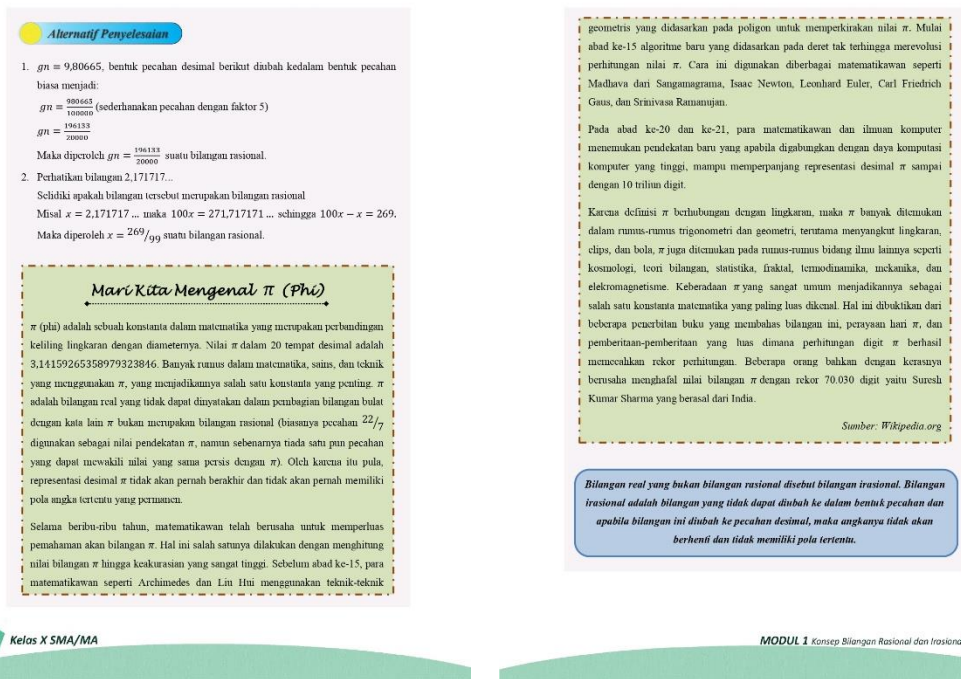 Alternatif Penyelesaian
1. gn = 9,80665, bentuk pecahan desimal berikut diubah kedalam bentuk pecahan
biasa menjadi:
gn = 980665/100000 (sederhanakan pecahan dengan faktor 5)
gn = 196133/20000
Maka diperoleh gn = 196133/20000 suatu bilangan rasional.
2. Perhatikan bilangan 2,171717...
Selidiki apakah bilangan tersebut merupakan bilangan rasional
Misal x = 2,171717 ... maka 100x = 271,717171 ... sehingga 100x − x = 269.
Maka diperoleh x = 269/99 suatu bilangan rasional.
Mari Kita Mengenal π (Phi)
π (phi) adalah sebuah konstanta dalam matematika yang merupakan perbandingan
keliling lingkaran dengan diameternya. Nilai π dalam 20 tempat desimal adalah
3,14159265358979323846. Banyak rumus dalam matematika, sains, dan teknik
yang menggunakan π, yang menjadikannya salah satu konstanta yang penting. π
adalah bilangan real yang tidak dapat dinyatakan dalam pembagian bilangan bulat
dengan kata lain π bukan merupakan bilangan rasional (biasanya pecahan 22/7
digunakan sebagai nilai pendekatan π, namun sebenarnya tiada satu pun pecahan
yang dapat mewakili nilai yang sama persis dengan π). Oleh karena itu pula,
representasi desimal π tidak akan pernah berakhir dan tidak akan pernah memiliki
pola angka tertentu yang permanen.
Selama beribu-ribu tahun, matematikawan telah berusaha untuk memperluas
pemahaman akan bilangan π. Hal ini salah satunya dilakukan dengan menghitung
nilai bilangan π hingga keakurasian yang sangat tinggi. Sebelum abad ke-15, para
matematikawan seperti Archimedes dan Liu Hui menggunakan teknik-teknik
Kelas X SMA/MA
geometris yang didasarkan pada poligon untuk memperkirakan nilai π. Mulai
abad ke-15 algoritme baru yang didasarkan pada deret tak terhingga merevolusi
perhitungan nilai π. Cara ini digunakan diberbagai matematikawan seperti
Madhava dari Sangamagrama, Isaac Newton, Leonhard Euler, Carl Friedrich
Gaus, dan Srinivasa Ramanujan.
Pada abad ke-20 dan ke-21, para matematikawan dan ilmuan komputer
menemukan pendekatan baru yang apabila digabungkan dengan daya komputasi
komputer yang tinggi, mampu memperpanjang representasi desimal π sampai
dengan 10 triliun digit.
Karena definisi π berhubungan dengan lingkaran, maka π banyak ditemukan
dalam rumus-rumus trigonometri dan geometri, terutama menyangkut lingkaran,
elips, dan bola, π juga ditemukan pada rumus-rumus bidang ilmu lainnya seperti
kosmologi, teori bilangan, statistika, fraktal, termodinamika, mekanika, dan
elekromagnetisme. Keberadaan π yang sangat umum menjadikannya sebagai
salah satu konstanta matematika yang paling luas dikenal. Hal ini dibuktikan dari
beberapa penerbitan buku yang membahas bilangan ini, perayaan hari π, dan
pemberitaan-pemberitaan yang luas dimana perhitungan digit π berhasil
memecahkan rekor perhitungan. Beberapa orang bahkan dengan kerasnya
berusaha menghafal nilai bilangan π dengan rekor 70.030 digit yaitu Suresh
Kumar Sharma yang berasal dari India.
Sumber: Wikipedia.org
Bilangan real yang bukan bilangan rasional disebut bilangan irasional. Bilangan
irasional adalah bilangan yang tidak dapat diubah ke dalam bentuk pecahan dan
apabila bilangan ini diubah ke pecahan desimal, maka angkanya tidak akan
berhenti dan tidak memiliki pola tertentu.
MODUL 1 Konsep Bilangan Rasional dan Irasiona